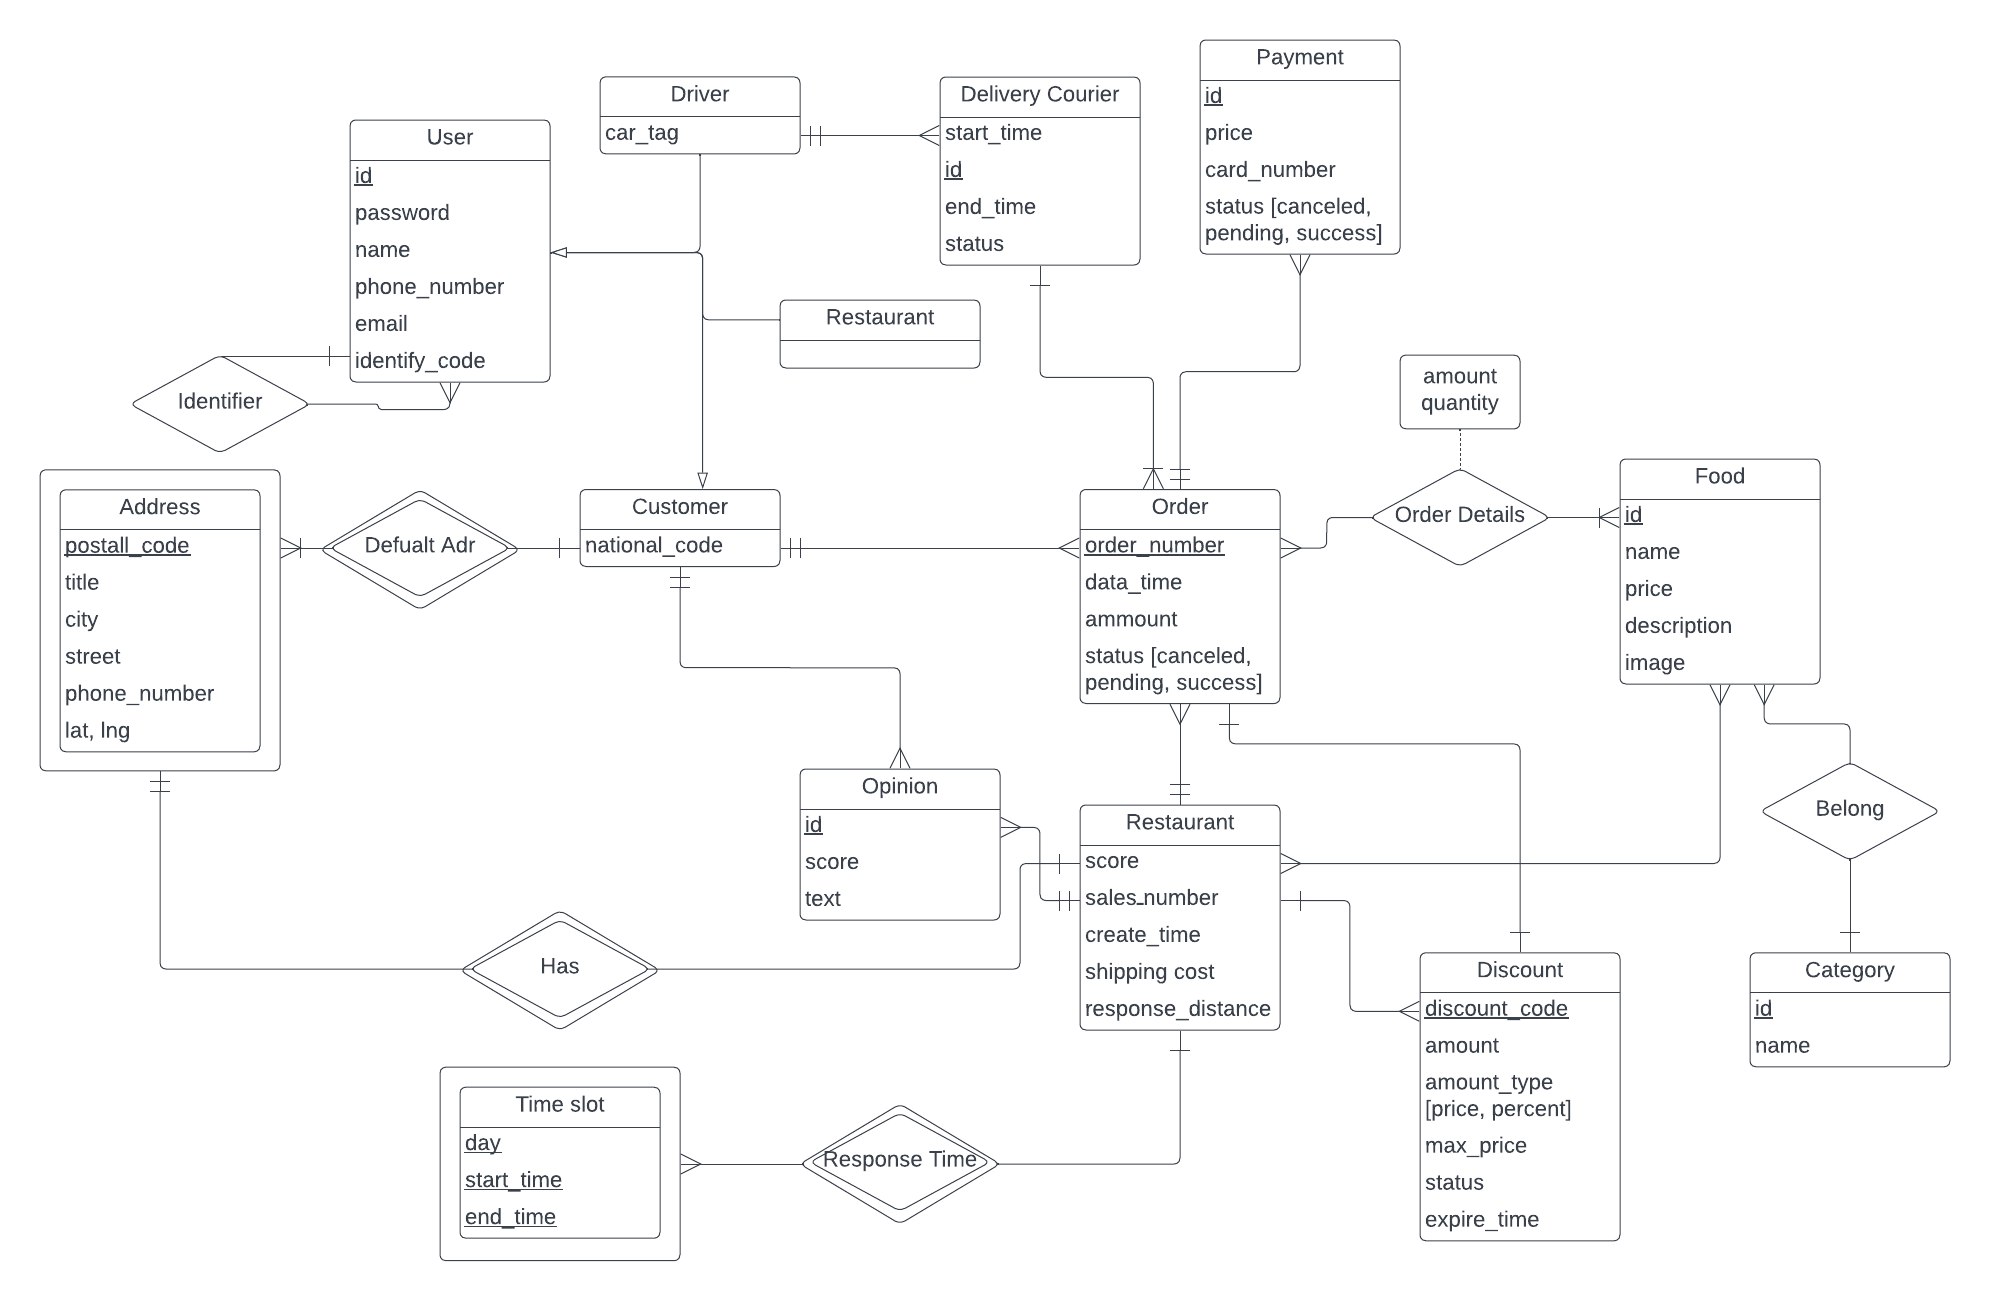 Payment
id
price
card_number
status [canceled,
pending, success]
Driver
car_tag
Delivery Courier
start_time
id
end_time
status
User
id
password
name
phone_number
email
identify_code
Restaurant
Identifier
amount
quantity
Address
postall_code
title
city
street
phone_number
lat, lng
Defualt Adr
Customer
national_code
Order
order_number
data_time
ammount
status [canceled,
pending, success]
Order Details
Food
id
name
price
description
image
Opinion
id
score
text
Restaurant
score
sales_number
create_time
shipping cost
response_distance
Belong
Has
Discount
discount_code
amount
amount_type
[price, percent]
max_price
status
expire_time
Category
id
name
Time slot
day
start_time
end_time
Response Time